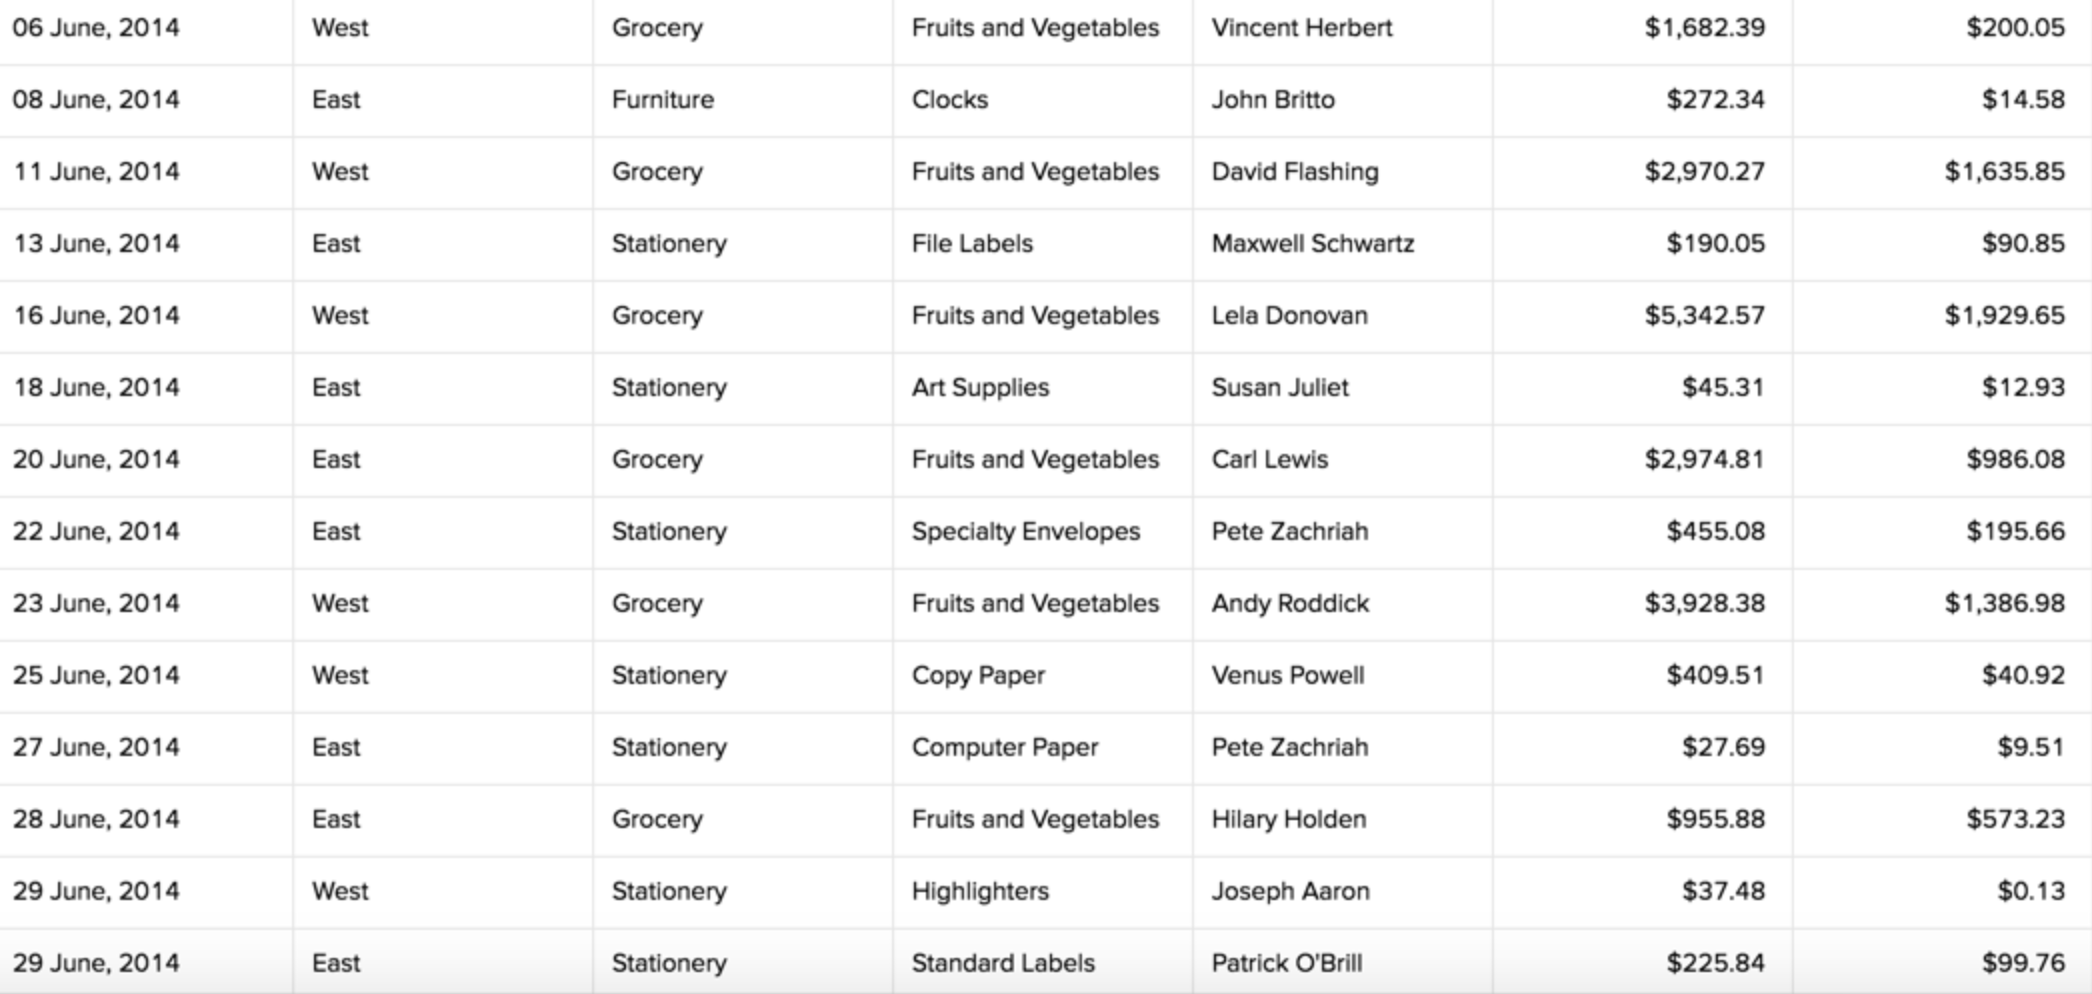 06 June, 2014 West Grocery Fruits and Vegetables Vincent Herbert $1,682.39 $200.05
08 June, 2014 East Furniture Clocks John Britto $272.34 $14.58
11 June, 2014 West Grocery Fruits and Vegetables David Flashing $2,970.27 $1,635.85
13 June, 2014 East Stationery File Labels Maxwell Schwartz $190.05 $90.85
16 June, 2014 West Grocery Fruits and Vegetables Lela Donovan $5,342.57 $1,929.65
18 June, 2014 East Stationery Art Supplies Susan Juliet $45.31 $12.93
20 June, 2014 East Grocery Fruits and Vegetables Carl Lewis $2,974.81 $986.08
22 June, 2014 East Stationery Specialty Envelopes Pete Zachriah $455.08 $195.66
23 June, 2014 West Grocery Fruits and Vegetables Andy Roddick $3,928.38 $1,386.98
25 June, 2014 West Stationery Copy Paper Venus Powell $409.51 $40.92
27 June, 2014 East Stationery Computer Paper Pete Zachriah $27.69 $9.51
28 June, 2014 East Grocery Fruits and Vegetables Hilary Holden $955.88 $573.23
29 June, 2014 West Stationery Highlighters Joseph Aaron $37.48 $0.13
29 June, 2014 East Stationery Standard Labels Patrick O'Brill $225.84 $99.76